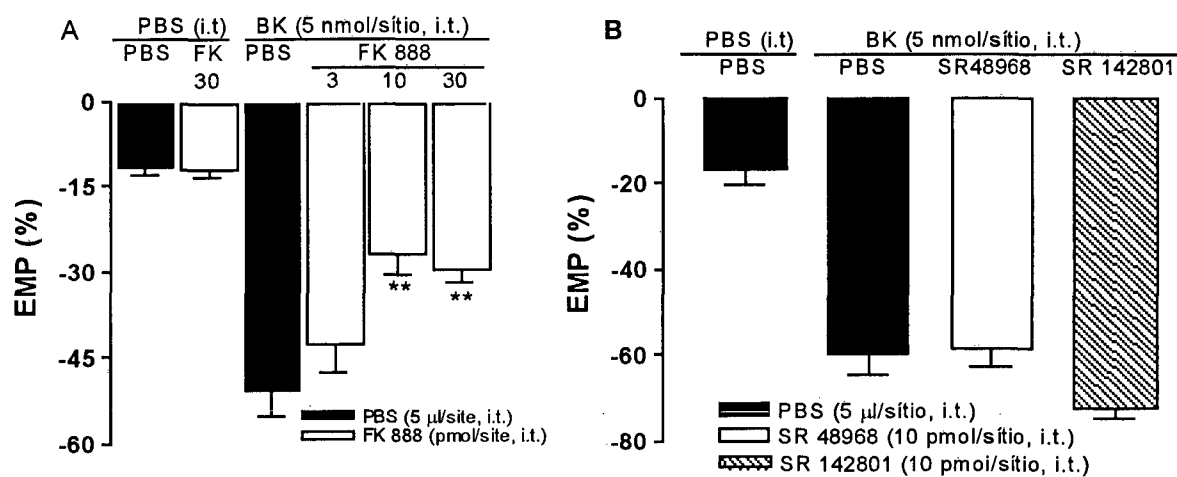 A
PBS (i.t)
BK (5 nmol/sítio, i.t.)
PBS
FK
PBS
FK 888
30
3
10
30
0
-15
-30
-45
-60
EMP (%)
**
**
PBS (5 µl/site, i.t.)
FK 888 (pmol/site, i.t.)
B
PBS (i.t)
BK (5 nmol/sítio, i.t.)
PBS
PBS
SR48968
SR 142801
0
-20
-40
-60
-80
EMP (%)
PBS (5 µl/sítio, i.t.)
SR 48968 (10 pmol/sítio, i.t.)
SR 142801 (10 pmoi/sítio, i.t.)